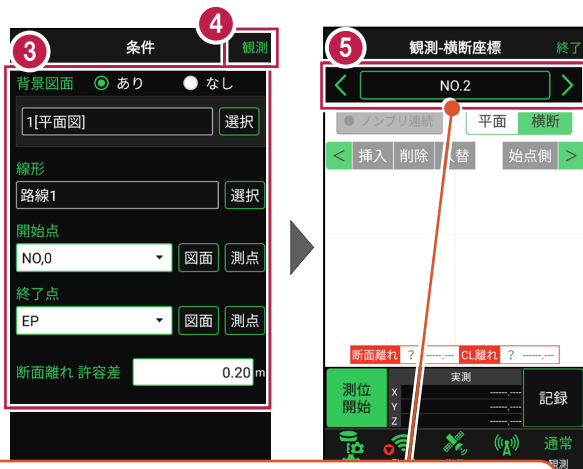 3
条件
4
観測
背景図面 あり なし
1[平面図] 選択
線形
路線1 選択
開始点
NO,0 図面 測点
終了点
EP 図面 測点
断面離れ 許容差 0.20 m
5
観測-横断座標 終了
< NO.2 >
ノンプリ連続 平面 横断
< 挿入 削除 替 始点側 >
断面離れ ? -----.--- CL離れ ? -----.---
測位開始
実測
X -----.---
Y -----.---
Z -----.---
記録
通常
観測